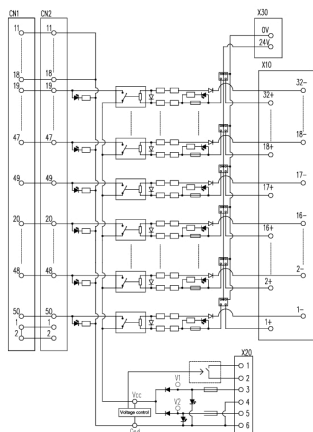 CN1 CN2 X30
11 11
0V
24V
X10
18 18
19 19
32-
32+
47 47
18-
18+
49 49
17-
17+
20 20
16-
16+
48 48
2-
2+
50 50
1 1
2 2
1-
1+
X20
1
2
V1
3
Vcc
V2
4
Voltage control
5
Gnd
6